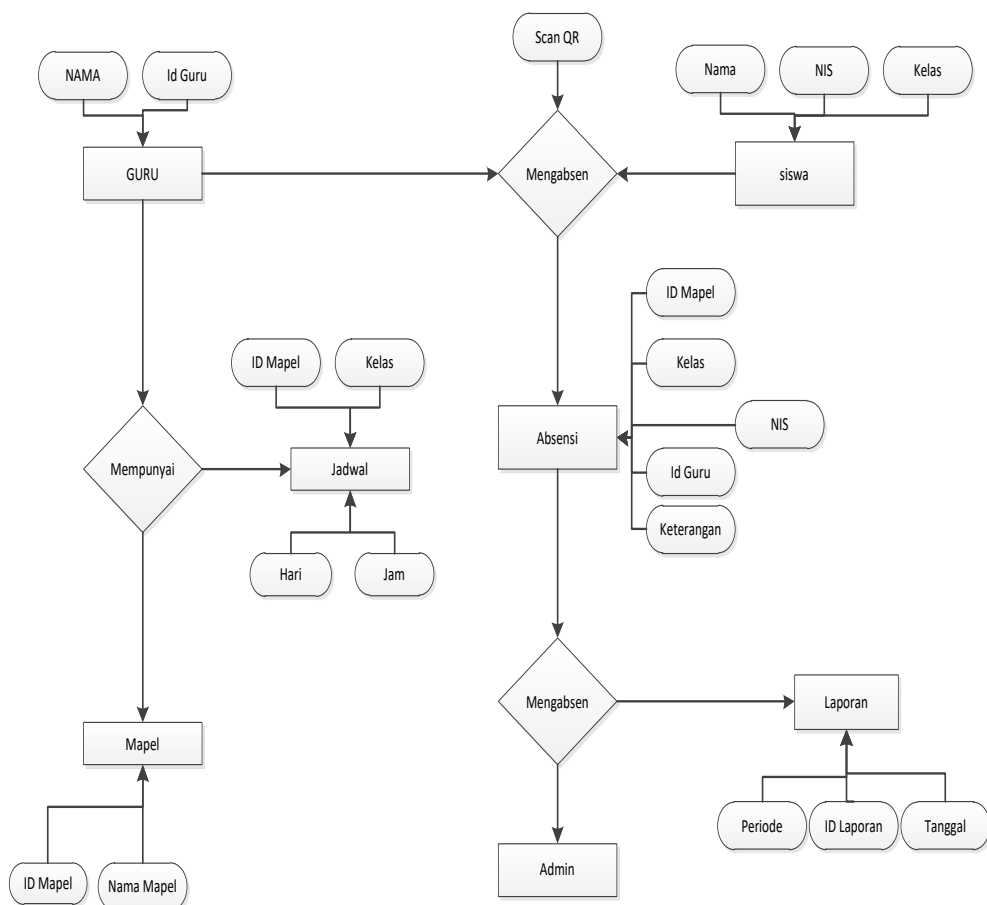 Scan QR
NAMA
Id Guru
Nama
NIS
Kelas
GURU
Mengabsen
siswa
ID Mapel
Kelas
ID Mapel
Kelas
Absensi
NIS
Mempunyai
Jadwal
Id Guru
Keterangan
Hari
Jam
Mengabsen
Laporan
Mapel
Periode
ID Laporan
Tanggal
Admin
ID Mapel
Nama Mapel